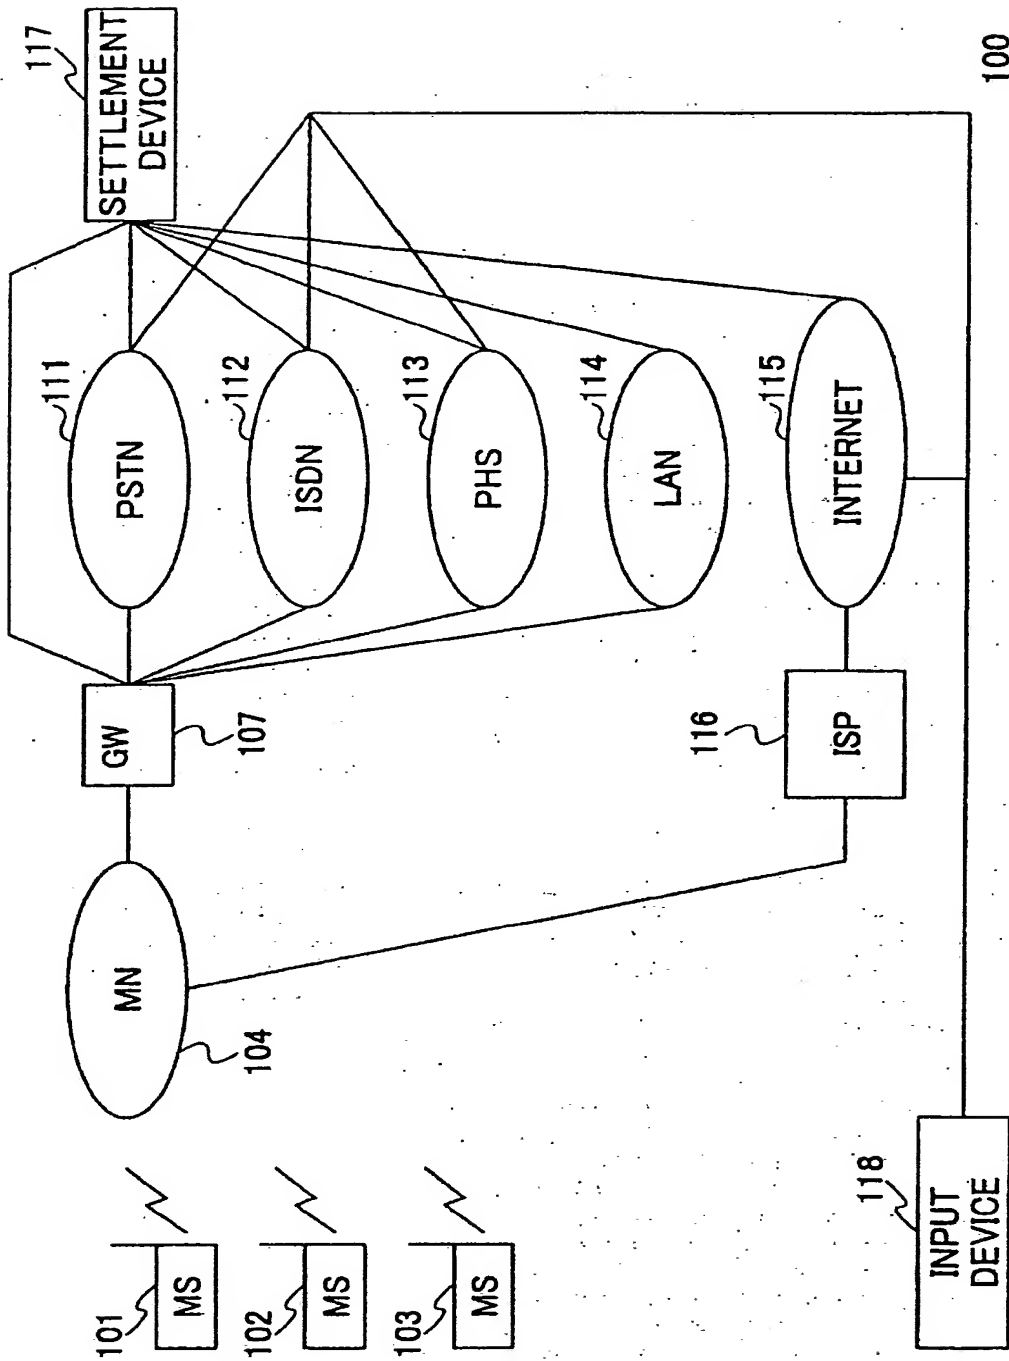 101
MS
102
MS
103
MS
MN
104
GW
107
PSTN
111
ISDN
112
PHS
113
LAN
114
INTERNET
115
ISP
116
SETTLEMENT
DEVICE
117
INPUT
DEVICE
118
100